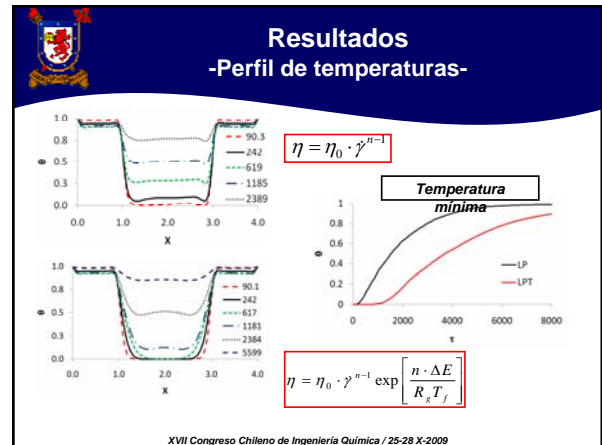 Resultados
-Perfil de temperaturas-
1.0
0.8
0.5
0.3
0.0
θ
0.0 1.0 2.0 3.0 4.0
X
90.3
242
619
1185
2389
η = η₀ · γ̇ⁿ⁻¹
Temperatura
mínima
1
0.8
0.6
0.4
0.2
0
θ
0 2000 4000 6000 8000
τ
LP
LPT
1.0
0.8
0.5
0.3
0.0
θ
0.0 1.0 2.0 3.0 4.0
X
90.1
242
617
1181
2384
5599
η = η₀ · γ̇ⁿ⁻¹ exp[n · ΔE / R_g T_f]
XVII Congreso Chileno de Ingeniería Química / 25-28 X-2009